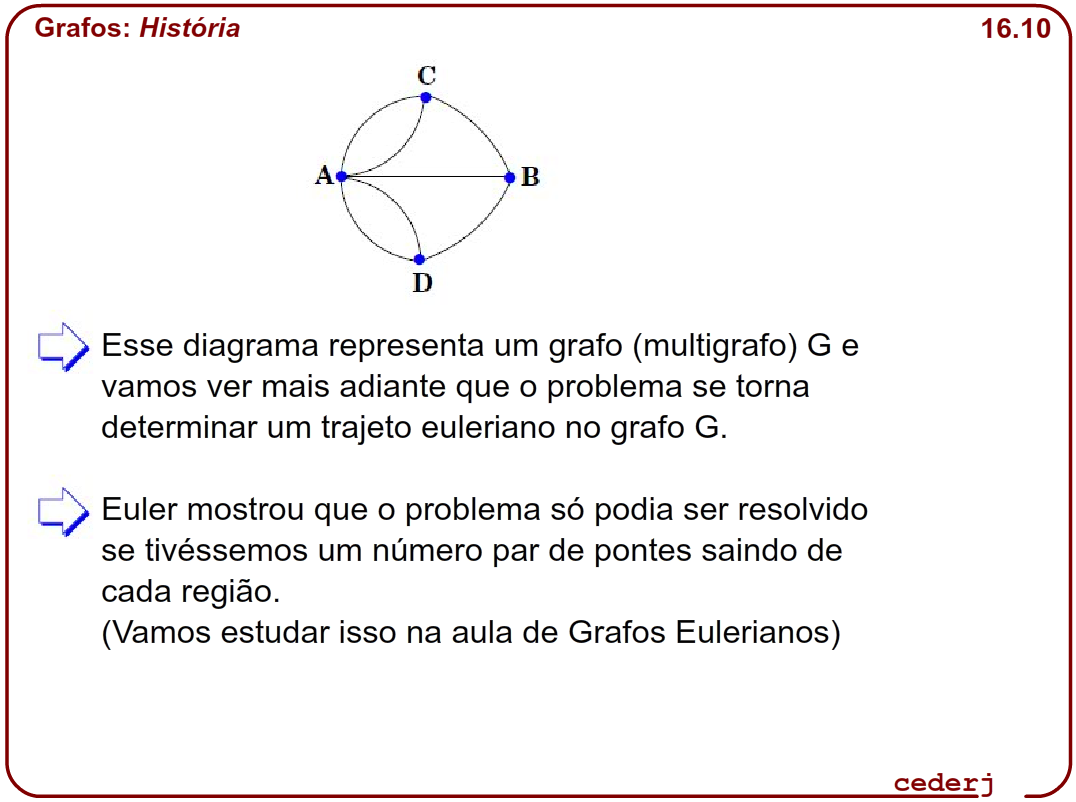 Grafos: História
16.10
C
A
B
D
Esse diagrama representa um grafo (multigrafo) G e
vamos ver mais adiante que o problema se torna
determinar um trajeto euleriano no grafo G.
Euler mostrou que o problema só podia ser resolvido
se tivéssemos um número par de pontes saindo de
cada região.
(Vamos estudar isso na aula de Grafos Eulerianos)
cederj